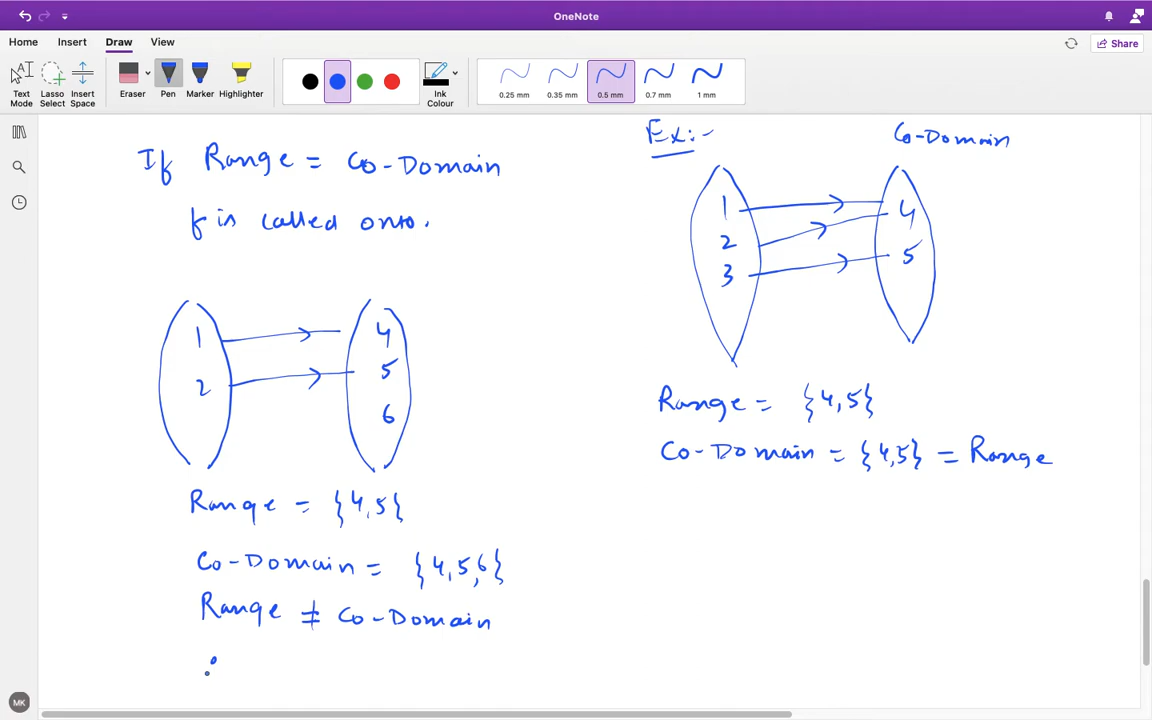 OneNote
Home Insert Draw View
Share
Text Mode
Lasso Select
Insert Space
Eraser
Pen
Marker
Highlighter
Ink Colour
0.25 mm
0.35 mm
0.5 mm
0.7 mm
1 mm
If Range = Co-Domain
f is called onto.
1 4
2 5
6
Range = {4,5}
Co-Domain = {4,5,6}
Range ≠ Co-Domain
Ex:-
Co-Domain
1 4
2 5
3
Range = {4,5}
Co-Domain = {4,5} = Range
MK